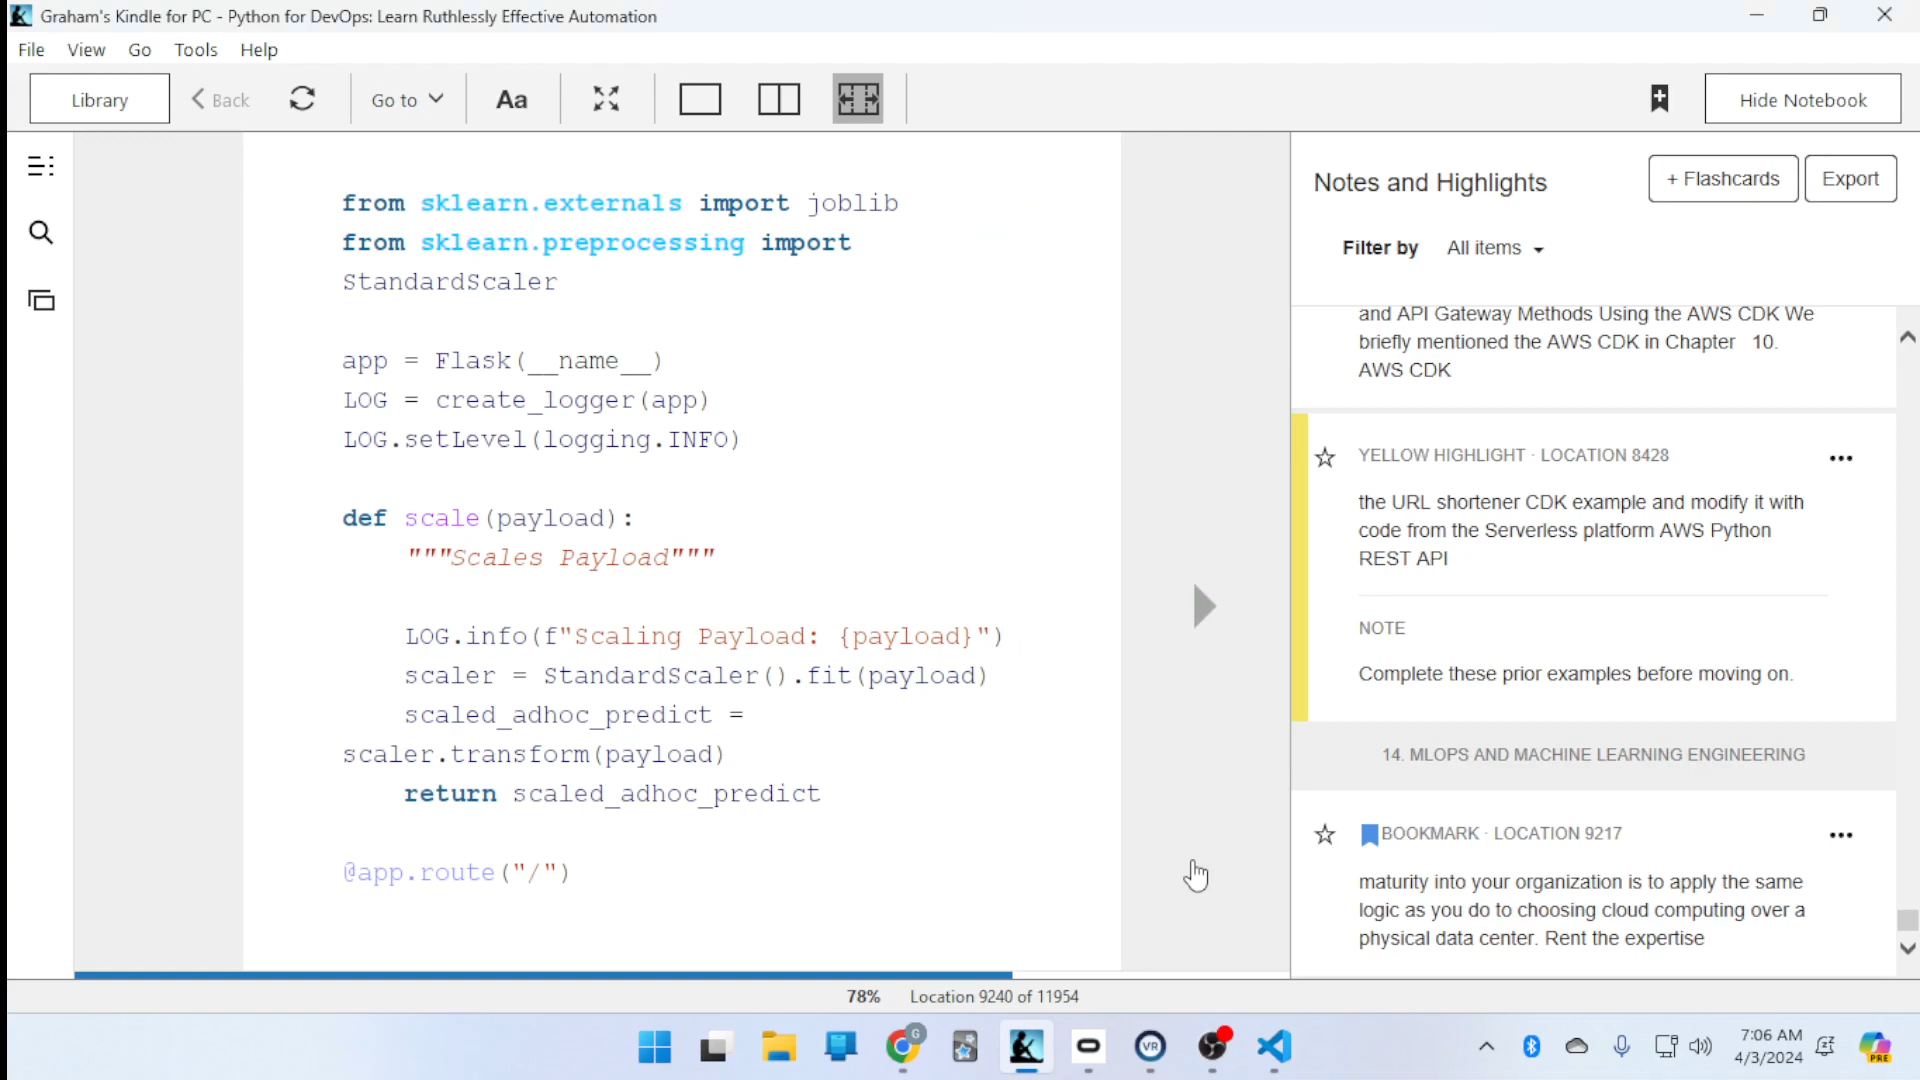 Graham's Kindle for PC - Python for DevOps: Learn Ruthlessly Effective Automation
File View Go Tools Help
Library
Back
Go to
Aa
Hide Notebook
from sklearn.externals import joblib
from sklearn.preprocessing import
StandardScaler
app = Flask(__name__)
LOG = create_logger(app)
LOG.setLevel(logging.INFO)
def scale(payload):
"""Scales Payload"""
LOG.info(f"Scaling Payload: {payload}")
scaler = StandardScaler().fit(payload)
scaled_adhoc_predict =
scaler.transform(payload)
return scaled_adhoc_predict
@app.route("/")
Notes and Highlights
+ Flashcards
Export
Filter by All items
and API Gateway Methods Using the AWS CDK We
briefly mentioned the AWS CDK in Chapter 10.
AWS CDK
YELLOW HIGHLIGHT · LOCATION 8428
the URL shortener CDK example and modify it with
code from the Serverless platform AWS Python
REST API
NOTE
Complete these prior examples before moving on.
14. MLOPS AND MACHINE LEARNING ENGINEERING
BOOKMARK · LOCATION 9217
maturity into your organization is to apply the same
logic as you do to choosing cloud computing over a
physical data center. Rent the expertise
78% Location 9240 of 11954
G
VR
7:06 AM
4/3/2024
PRE